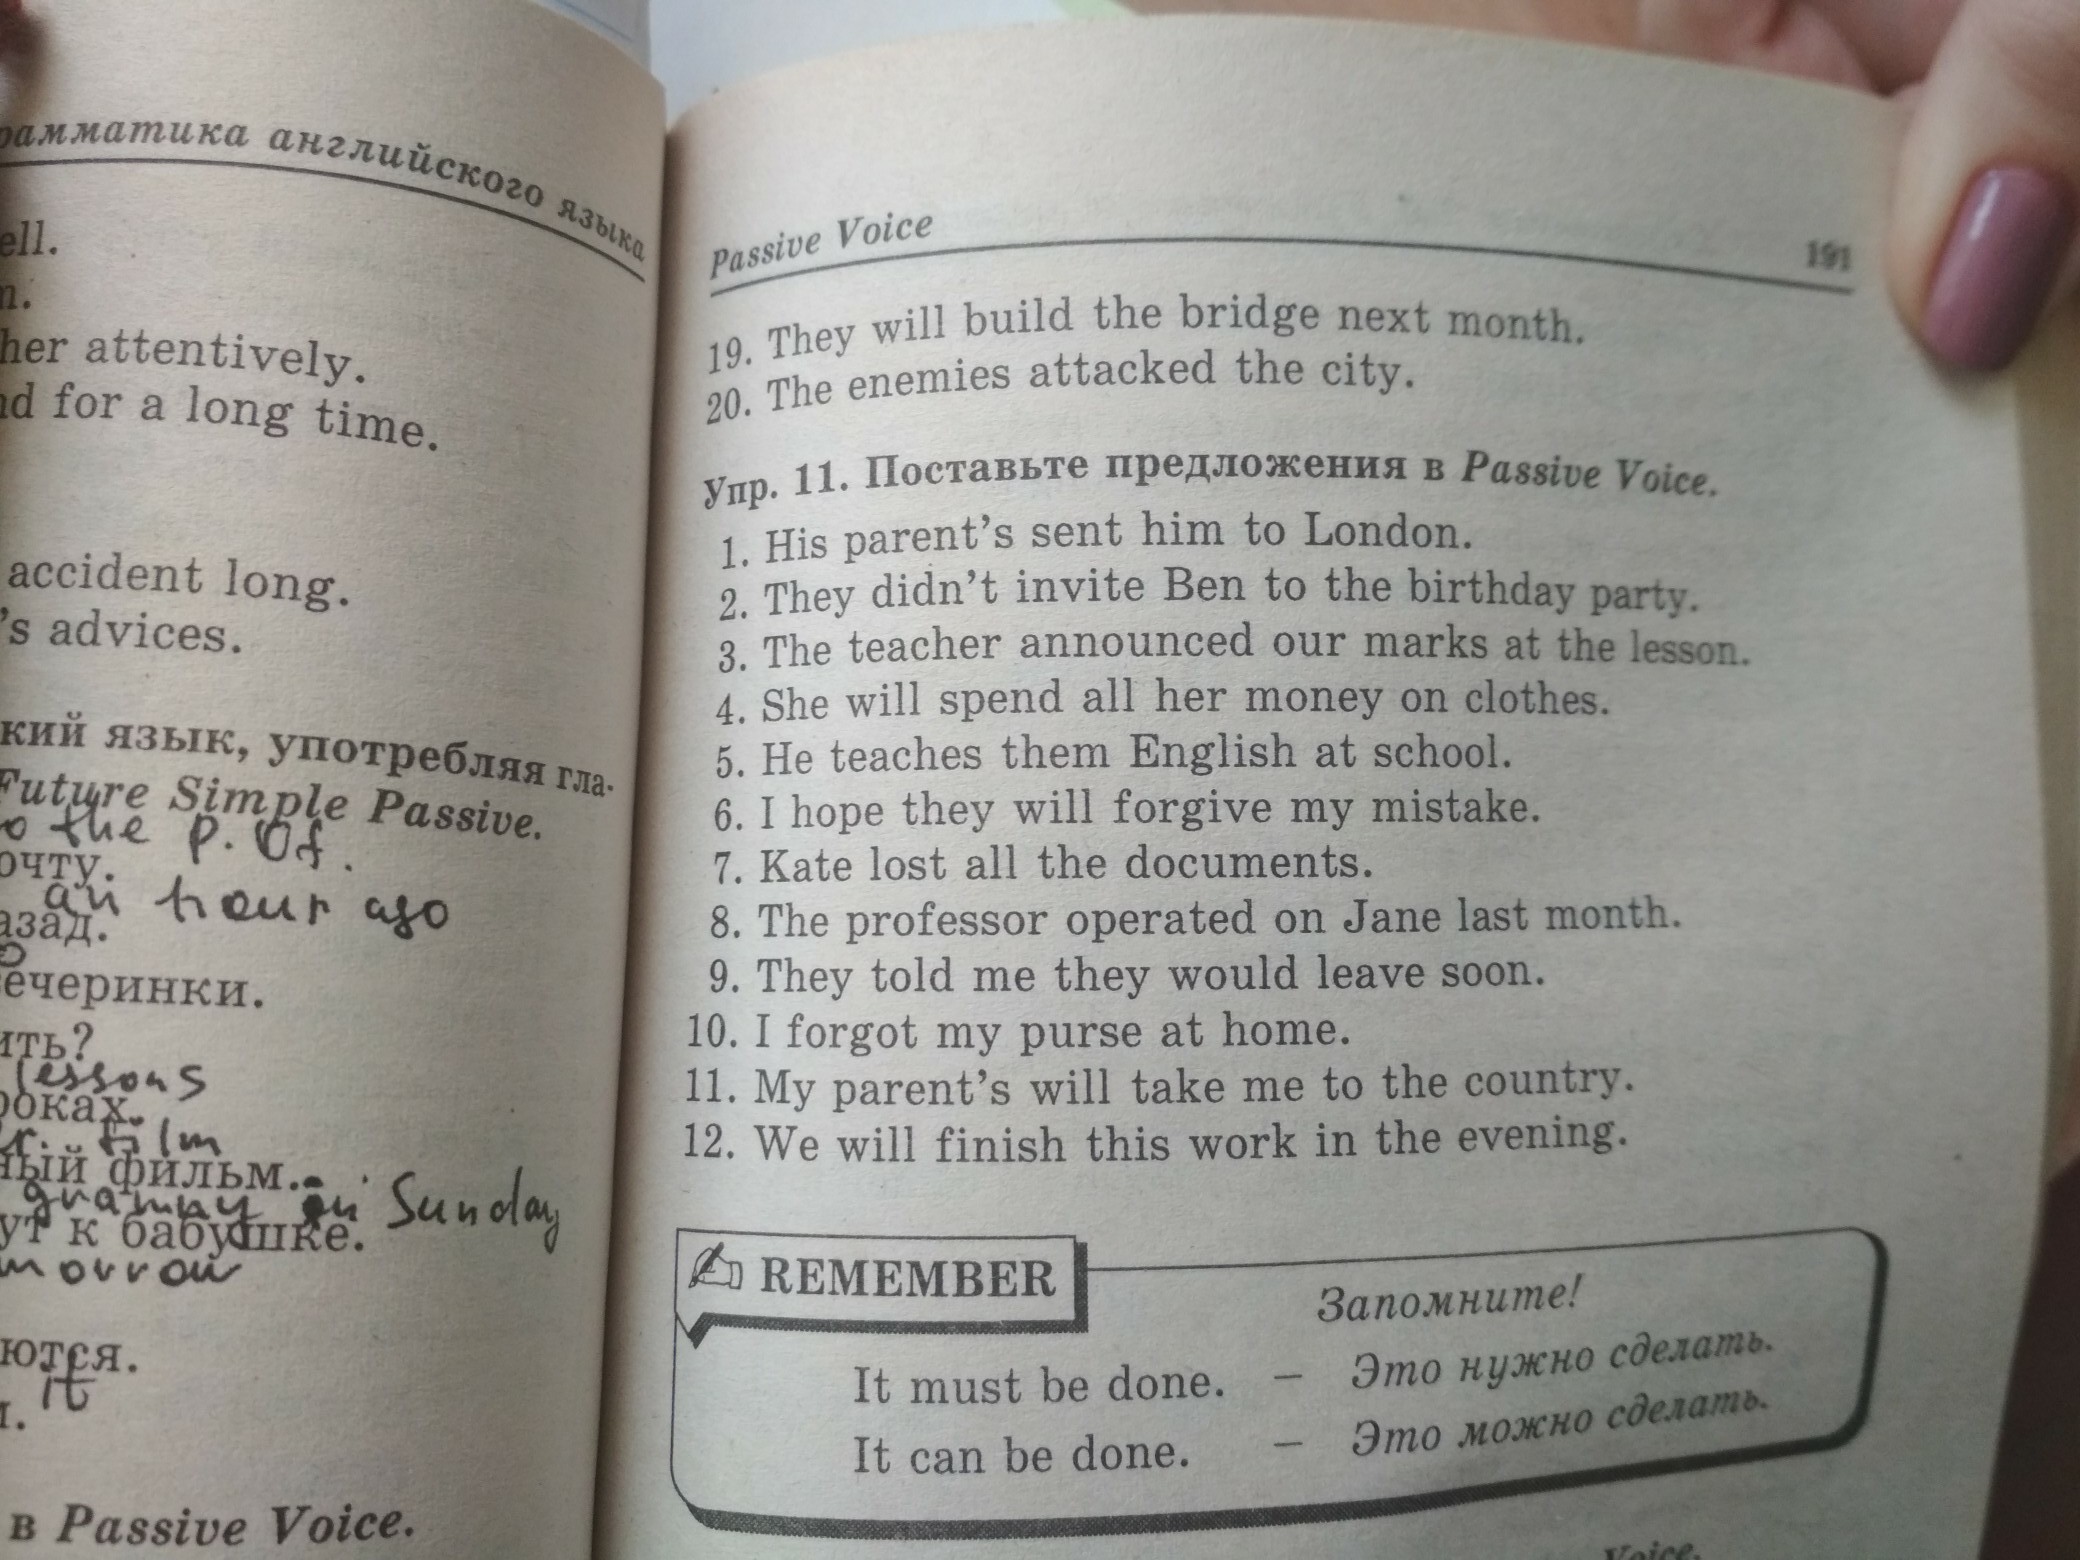 рамматика английского языка
ell.
n.
her attentively.
nd for a long time.
accident long.
's advices.
кий язык, употребляя гла-
Future Simple Passive.
to the p. Of.
очту.
an hour ago
азад.
вечеринки.
ить?
lessons
роках.
film
ный фильм.
granny on Sunday
ут к бабушке.
morrow
ются.
it
в Passive Voice.
Passive Voice 191
19. They will build the bridge next month.
20. The enemies attacked the city.
Упр. 11. Поставьте предложения в Passive Voice.
1. His parent's sent him to London.
2. They didn't invite Ben to the birthday party.
3. The teacher announced our marks at the lesson.
4. She will spend all her money on clothes.
5. He teaches them English at school.
6. I hope they will forgive my mistake.
7. Kate lost all the documents.
8. The professor operated on Jane last month.
9. They told me they would leave soon.
10. I forgot my purse at home.
11. My parent's will take me to the country.
12. We will finish this work in the evening.
REMEMBER
Запомните!
It must be done. – Это нужно сделать.
It can be done. – Это можно сделать.
Voice.